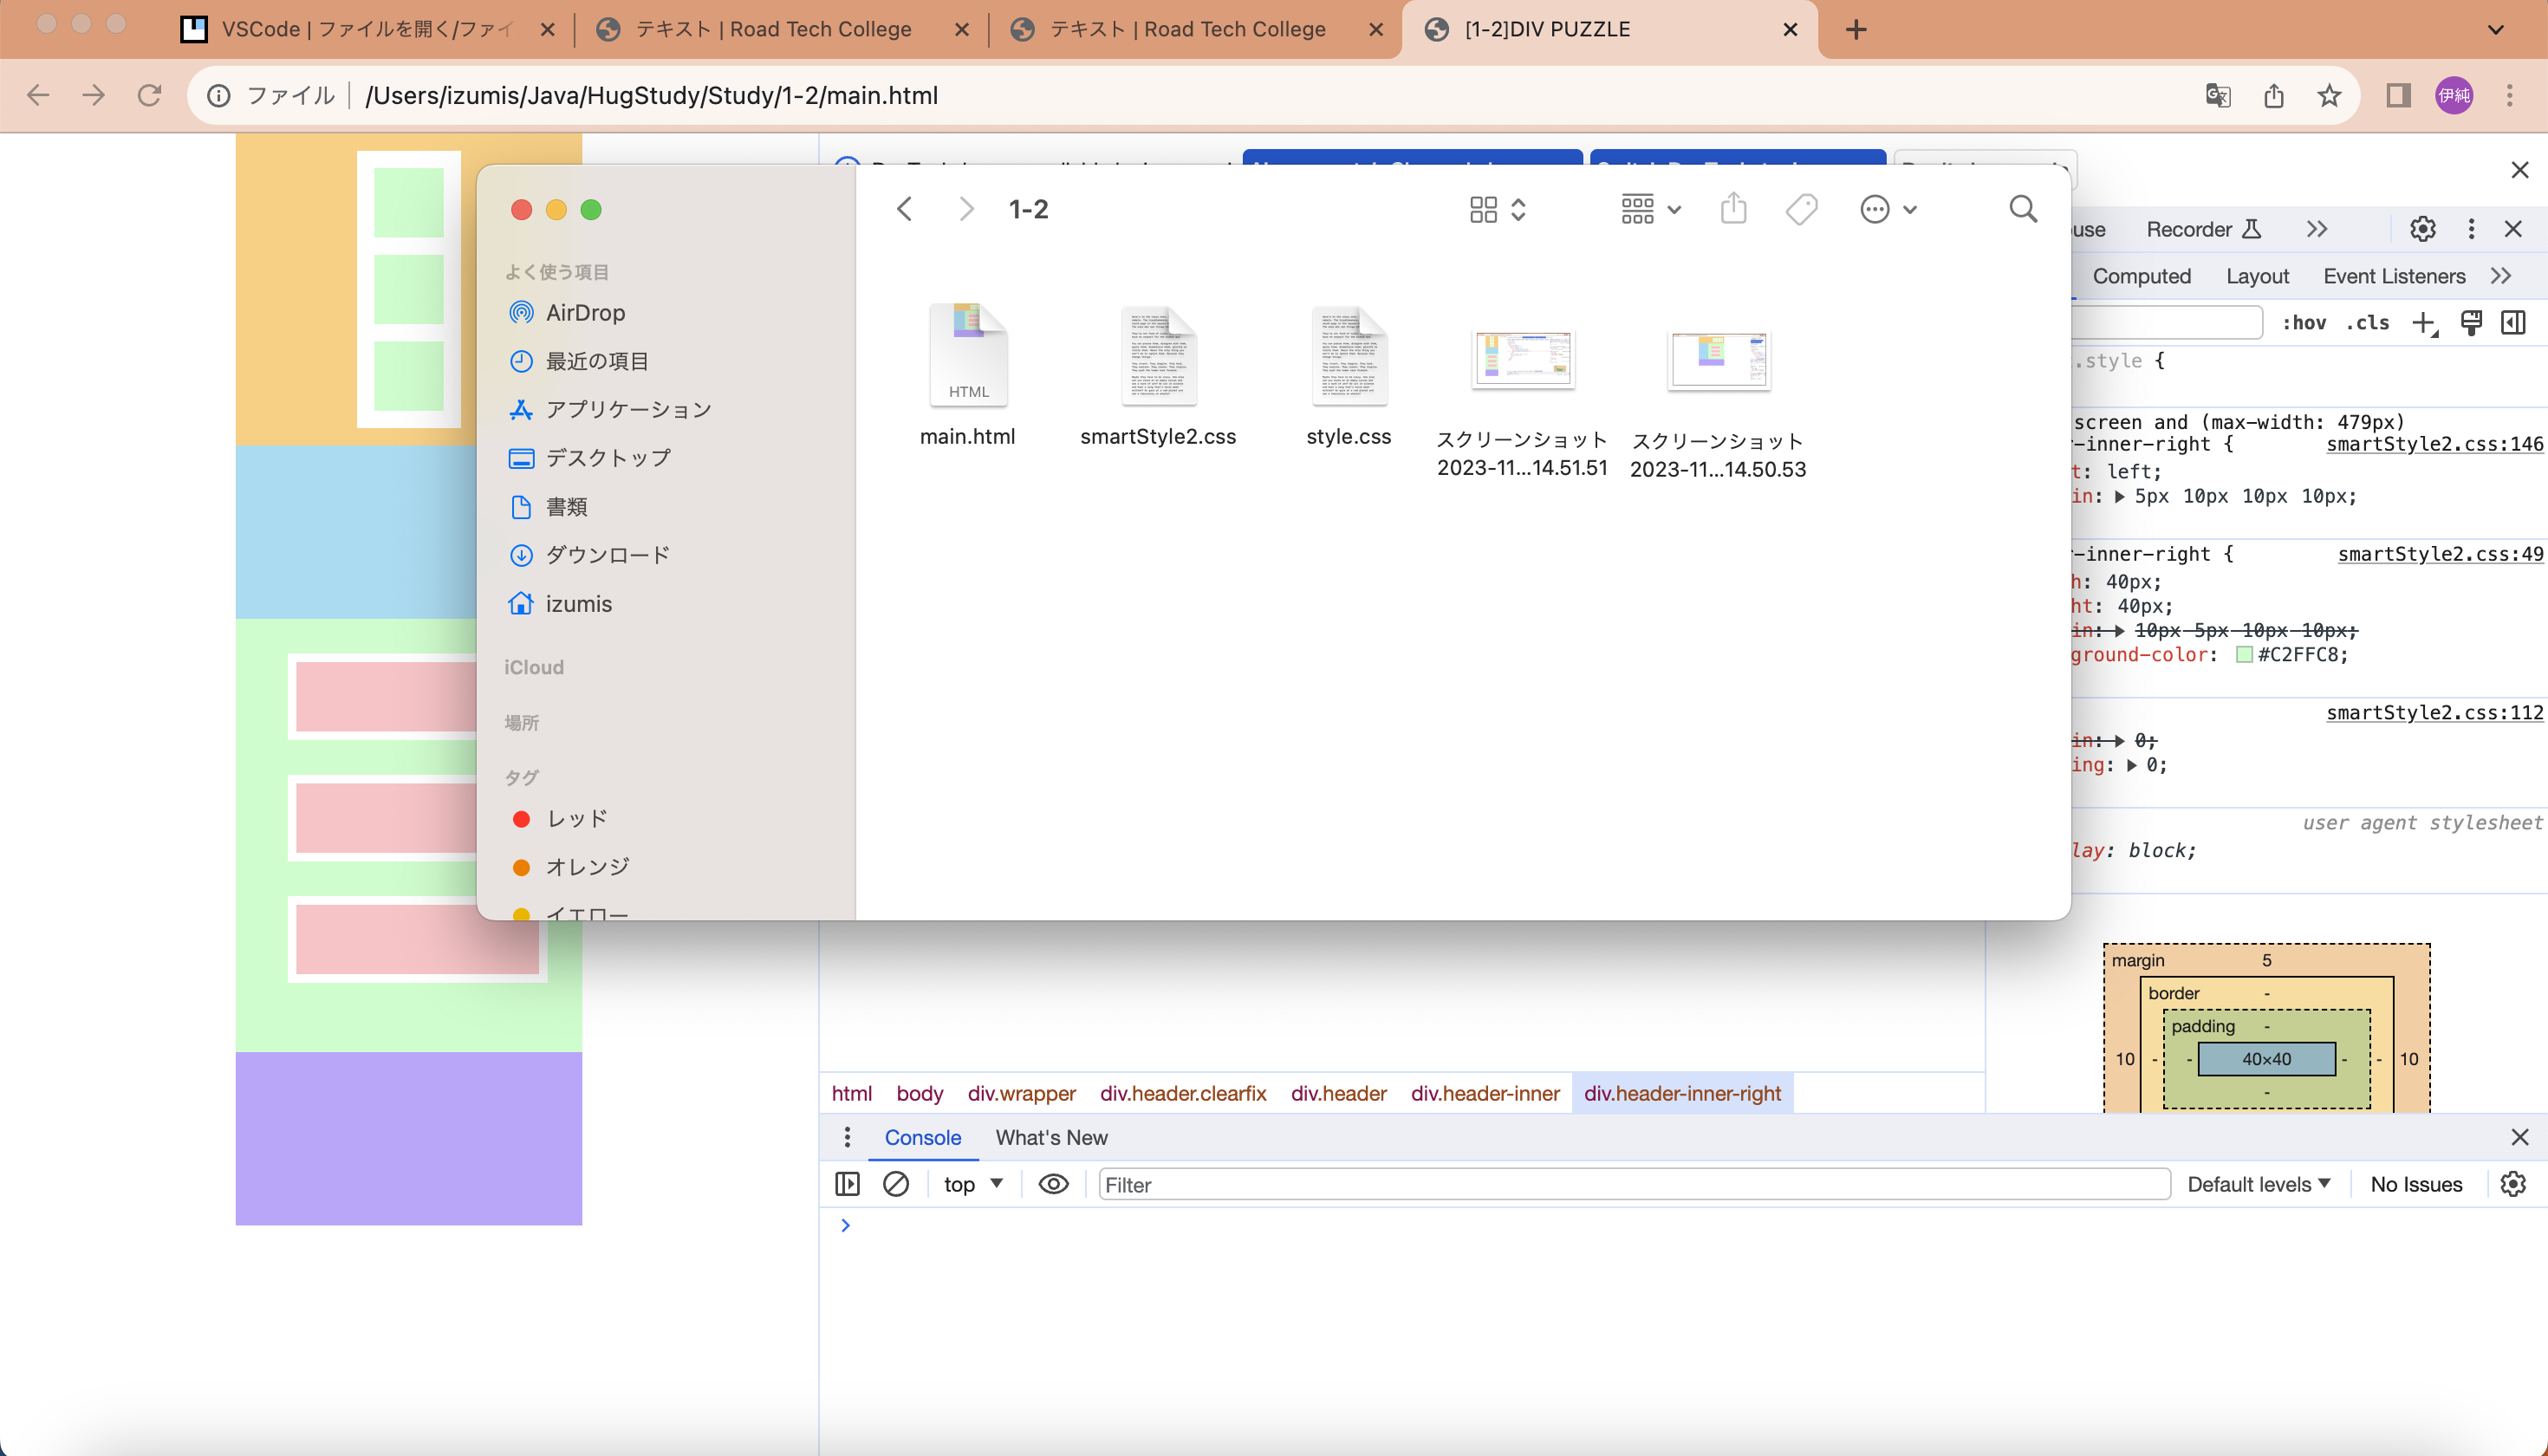 VSCode | ファイルを開く/ファイ
テキスト | Road Tech College
テキスト | Road Tech College
[1-2]DIV PUZZLE
ファイル
/Users/izumis/Java/HugStudy/Study/1-2/main.html
伊純
1-2
よく使う項目
AirDrop
最近の項目
アプリケーション
デスクトップ
書類
ダウンロード
izumis
iCloud
場所
タグ
レッド
オレンジ
イエロー
HTML
main.html
smartStyle2.css
style.css
スクリーンショット
2023-11...14.51.51
スクリーンショット
2023-11...14.50.53
use
Recorder
Computed
Layout
Event Listeners
:hov
.cls
.style {
screen and (max-width: 479px)
-inner-right {
smartStyle2.css:146
t: left;
in: 5px 10px 10px 10px;
-inner-right {
smartStyle2.css:49
h: 40px;
ht: 40px;
in: 10px 5px 10px 10px;
ground-color: #C2FFC8;
smartStyle2.css:112
in: 0;
ing: 0;
user agent stylesheet
lay: block;
margin
5
border
-
padding
-
10
-
-
40×40
-
-
10
-
html
body
div.wrapper
div.header.clearfix
div.header
div.header-inner
div.header-inner-right
Console
What's New
top
Filter
Default levels
No Issues